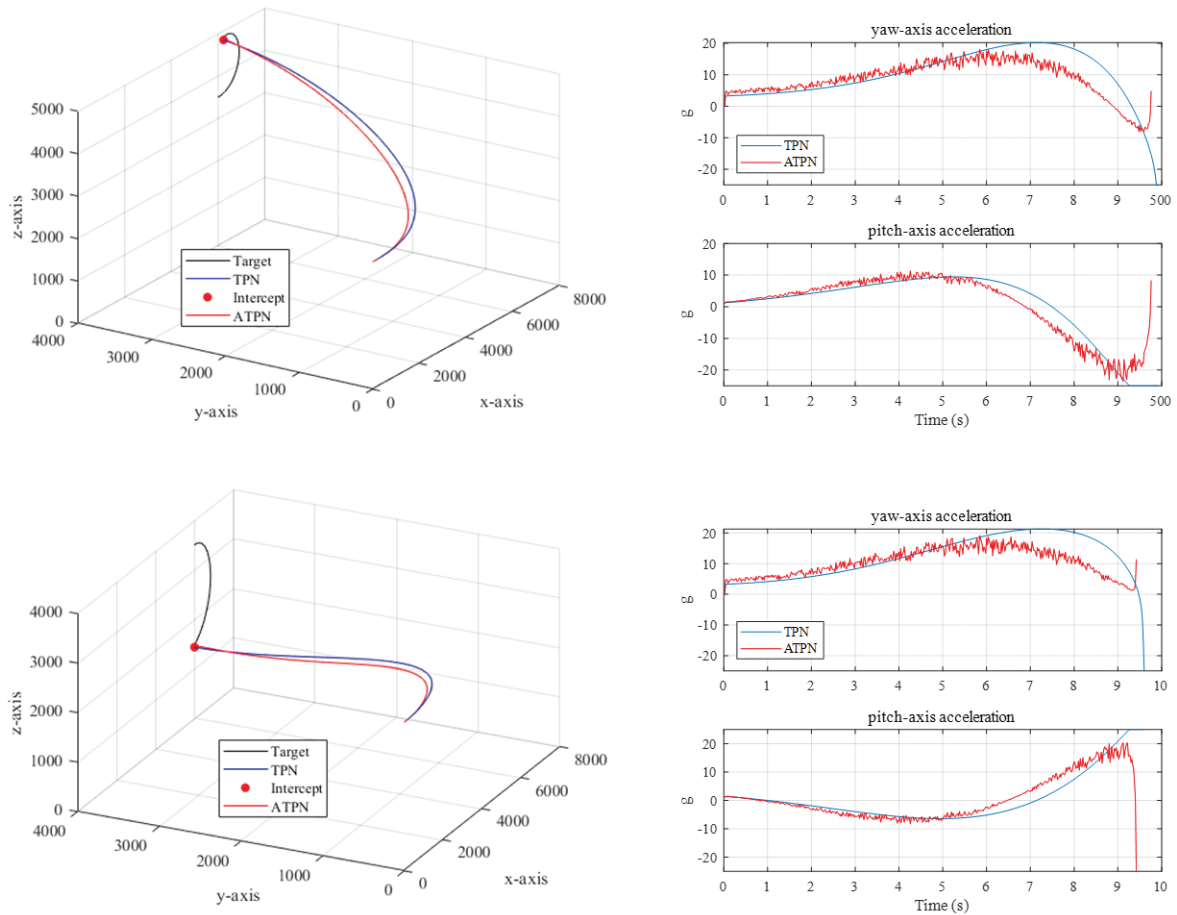 5000
4000
3000
2000
1000
0
z-axis
4000
3000
2000
1000
0
y-axis
0
2000
4000
6000
8000
x-axis
Target
TPN
Intercept
ATPN
yaw-axis acceleration
20
10
0
-10
-20
g
TPN
ATPN
0 1 2 3 4 5 6 7 8 9 500
pitch-axis acceleration
20
10
0
-10
-20
g
0 1 2 3 4 5 6 7 8 9 500
Time (s)
4000
3000
2000
1000
0
z-axis
4000
3000
2000
1000
0
y-axis
0
2000
4000
6000
8000
x-axis
Target
TPN
Intercept
ATPN
yaw-axis acceleration
20
10
0
-10
-20
g
TPN
ATPN
0 1 2 3 4 5 6 7 8 9 10
pitch-axis acceleration
20
10
0
-10
-20
g
0 1 2 3 4 5 6 7 8 9 10
Time (s)